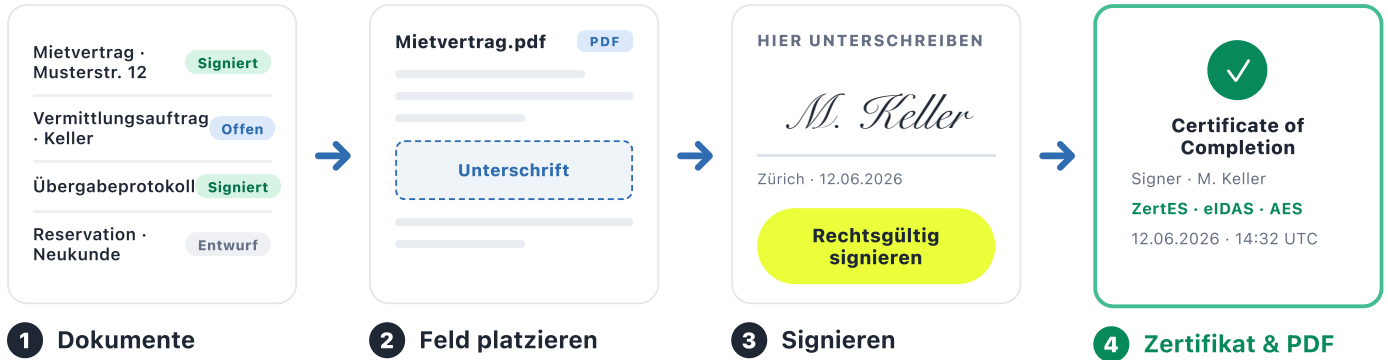 Mietvertrag ·
Musterstr. 12
Signiert
Vermittlungsauftrag
· Keller
Offen
Übergabeprotokoll
Signiert
Reservation ·
Neukunde
Entwurf
1 Dokumente
Mietvertrag.pdf
PDF
Unterschrift
2 Feld platzieren
HIER UNTERSCHREIBEN
M. Keller
Zürich · 12.06.2026
Rechtsgültig
signieren
3 Signieren
Certificate of
Completion
Signer · M. Keller
ZertES · eIDAS · AES
12.06.2026 · 14:32 UTC
4 Zertifikat & PDF